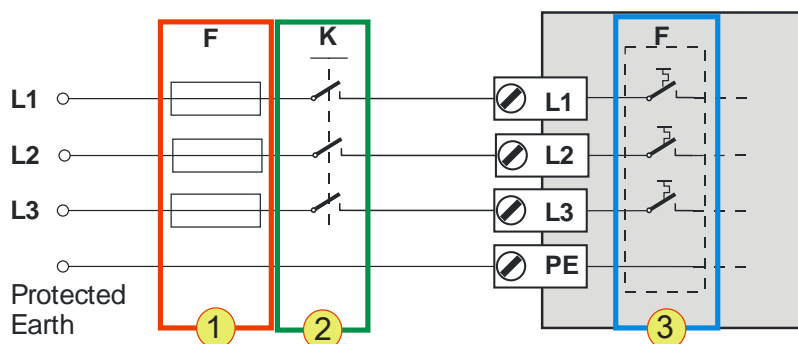 F K F
L1 L1
L2 L2
L3 L3
PE
Protected
Earth
1 2 3